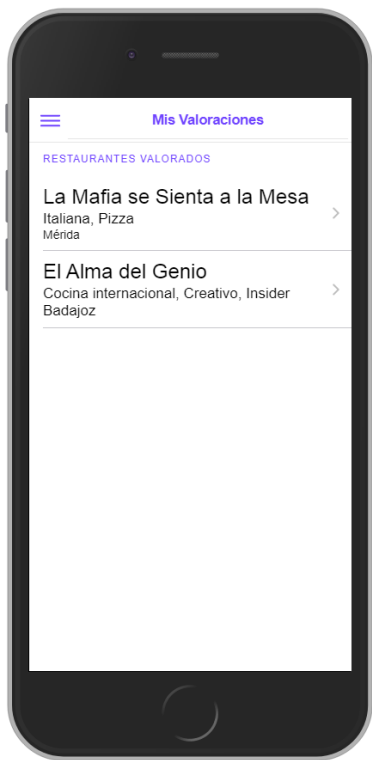 Mis Valoraciones
RESTAURANTES VALORADOS
La Mafia se Sienta a la Mesa
Italiana, Pizza
Mérida
El Alma del Genio
Cocina internacional, Creativo, Insider
Badajoz